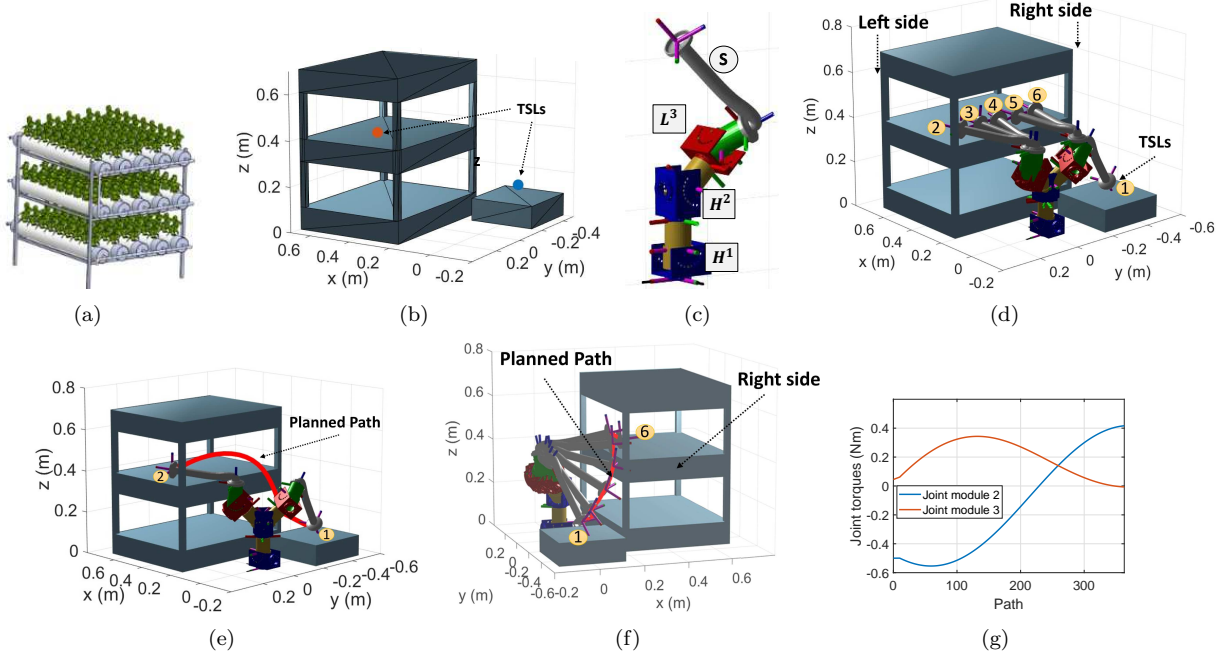 (a)
0.6
0.4
0.2
0
z (m)
TSLs
z
0.6
0.4
0.2
0
x (m)
0.2
0
-0.2
-0.4
y (m)
(b)
S
L³
H²
H¹
(c)
Left side
Right side
0.8
0.6
0.4
0.2
0
z (m)
2
3
4
5
6
TSLs
1
0.6
0.4
0.2
0
-0.2
x (m)
0.2
0
-0.2
-0.4
-0.6
y (m)
(d)
0.8
0.6
0.4
0.2
0
z (m)
Planned Path
2
1
0.6
0.4
0.2
0
-0.2
x (m)
0.2
0
-0.2
-0.4
-0.6
y (m)
(e)
0.8
0.6
0.4
0.2
0
z (m)
Planned Path
Right side
6
1
0.2
0
-0.2
-0.4
-0.6
y (m)
-0.2
0
0.2
0.4
0.6
x (m)
(f)
Joint torques (Nm)
0.4
0.2
0
-0.2
-0.4
-0.6
Joint module 2
Joint module 3
0
100
200
300
Path
(g)